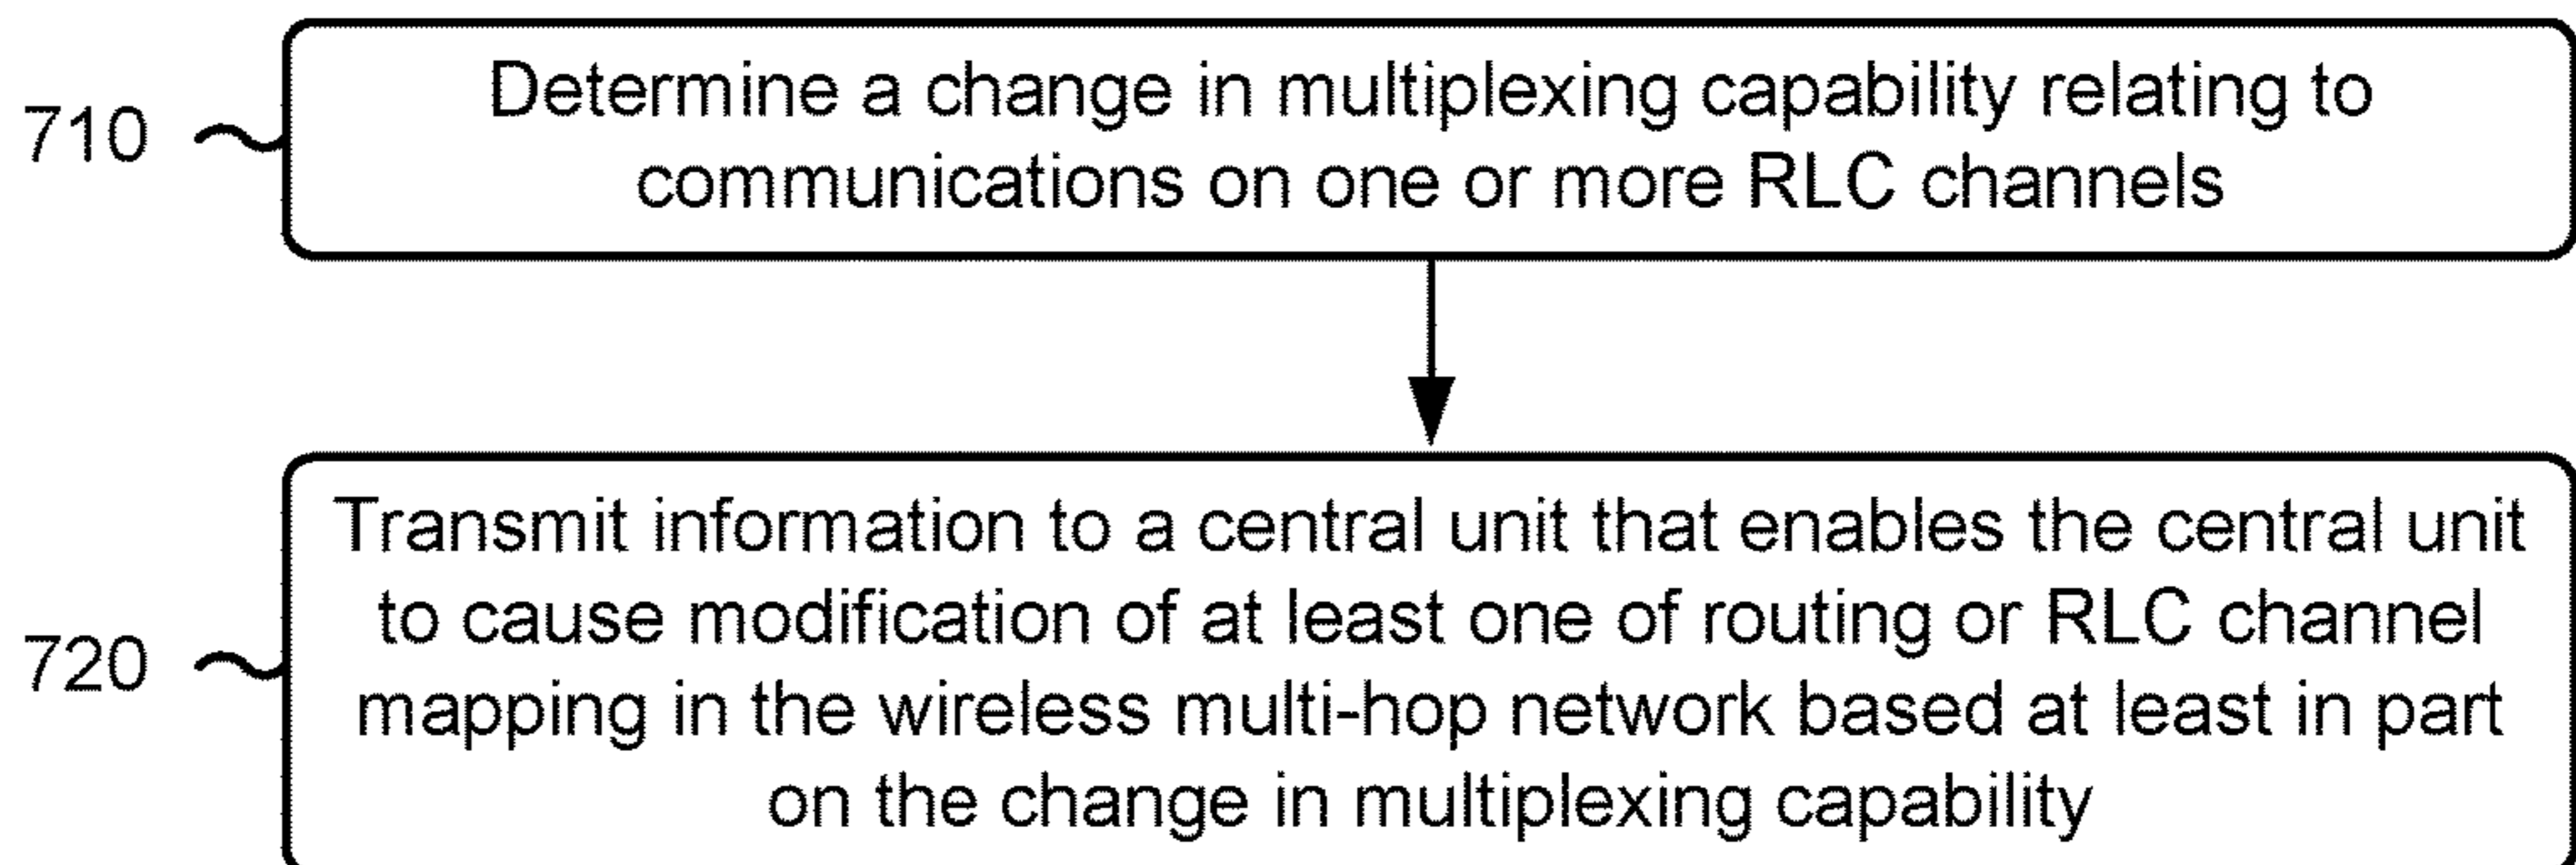 710
Determine a change in multiplexing capability relating to
communications on one or more RLC channels
720
Transmit information to a central unit that enables the central unit
to cause modification of at least one of routing or RLC channel
mapping in the wireless multi-hop network based at least in part
on the change in multiplexing capability